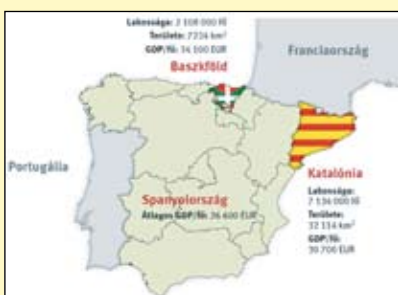 Lakossága: 2 108 000 fő
Területe: 7234 km²
GDP/fő: 34 100 EUR
Baszkföld
Franciaország
Portugália
Spanyolország
Átlagos GDP/fő: 26 600 EUR
Katalónia
Lakossága:
7 134 000 fő
Területe:
32 114 km²
GDP/fő:
30 700 EUR